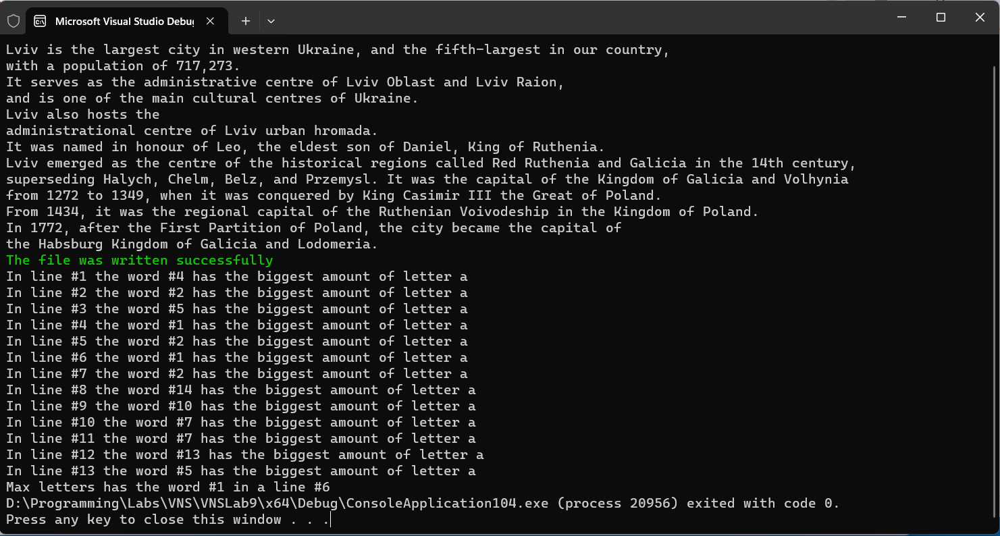 Microsoft Visual Studio Debug
Lviv is the largest city in western Ukraine, and the fifth-largest in our country,
with a population of 717,273.
It serves as the administrative centre of Lviv Oblast and Lviv Raion,
and is one of the main cultural centres of Ukraine.
Lviv also hosts the
administrational centre of Lviv urban hromada.
It was named in honour of Leo, the eldest son of Daniel, King of Ruthenia.
Lviv emerged as the centre of the historical regions called Red Ruthenia and Galicia in the 14th century,
superseding Halych, Chelm, Belz, and Przemysl. It was the capital of the Kingdom of Galicia and Volhynia
from 1272 to 1349, when it was conquered by King Casimir III the Great of Poland.
From 1434, it was the regional capital of the Ruthenian Voivodeship in the Kingdom of Poland.
In 1772, after the First Partition of Poland, the city became the capital of
the Habsburg Kingdom of Galicia and Lodomeria.
The file was written successfully
In line #1 the word #4 has the biggest amount of letter a
In line #2 the word #2 has the biggest amount of letter a
In line #3 the word #5 has the biggest amount of letter a
In line #4 the word #1 has the biggest amount of letter a
In line #5 the word #2 has the biggest amount of letter a
In line #6 the word #1 has the biggest amount of letter a
In line #7 the word #2 has the biggest amount of letter a
In line #8 the word #14 has the biggest amount of letter a
In line #9 the word #10 has the biggest amount of letter a
In line #10 the word #7 has the biggest amount of letter a
In line #11 the word #7 has the biggest amount of letter a
In line #12 the word #13 has the biggest amount of letter a
In line #13 the word #5 has the biggest amount of letter a
Max letters has the word #1 in a line #6
D:\Programming\Labs\VNS\VNSLab9\x64\Debug\ConsoleApplication104.exe (process 20956) exited with code 0.
Press any key to close this window . . .